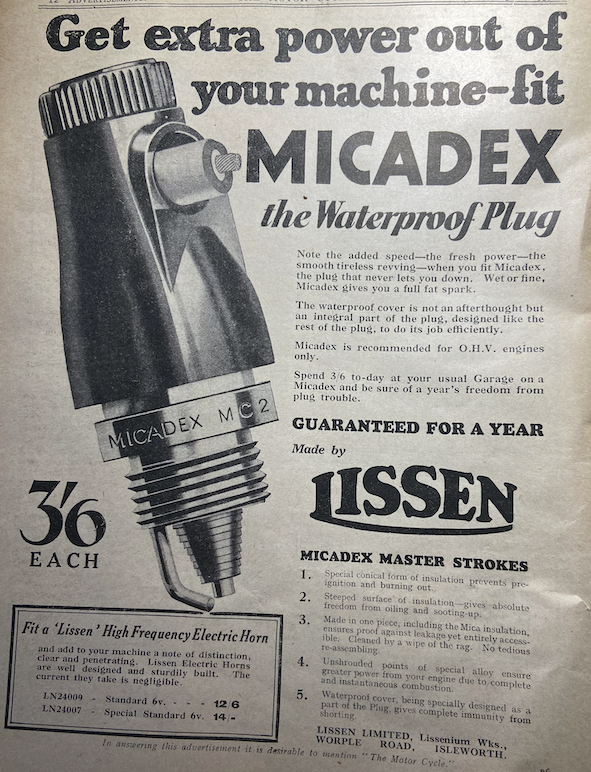 12 ADVERTISEMENTS.
Get extra power out of
your machine-fit
MICADEX
the Waterproof Plug
Note the added speed—the fresh power—the
smooth tireless revving—when you fit Micadex,
the plug that never lets you down. Wet or fine,
Micadex gives you a full fat spark.
The waterproof cover is not an afterthought but
an integral part of the plug, designed like the
rest of the plug, to do its job efficiently.
Micadex is recommended for O.H.V. engines
only.
Spend 3/6 to-day at your usual Garage on a
Micadex and be sure of a year's freedom from
plug trouble.
GUARANTEED FOR A YEAR
Made by
LISSEN
MICADEX MC2
3'6
EACH
MICADEX MASTER STROKES
1. Special conical form of insulation prevents pre-
ignition and burning out.
2. Steeped surface of insulation—gives absolute
freedom from oiling and sooting-up.
3. Made in one piece, including the Mica insulation,
ensures proof against leakage yet entirely access-
ible. Cleaned by a wipe of the rag. No tedious
re-assembling.
4. Unshrouded points of special alloy ensure
greater power from your engine due to complete
and instantaneous combustion.
5. Waterproof cover, being specially designed as a
part of the Plug, gives complete immunity from
shorting.
LISSEN LIMITED, Lissenium Wks.,
WORPLE ROAD, ISLEWORTH.
Fit a 'Lissen' High Frequency Electric Horn
and add to your machine a note of distinction,
clear and penetrating. Lissen Electric Horns
are well designed and sturdily built. The
current they take is negligible.
LN24009 - Standard 6v. - - - 12/6
LN24007 - Special Standard 6v. 14/-
In answering this advertisement it is desirable to mention "The Motor Cycle."